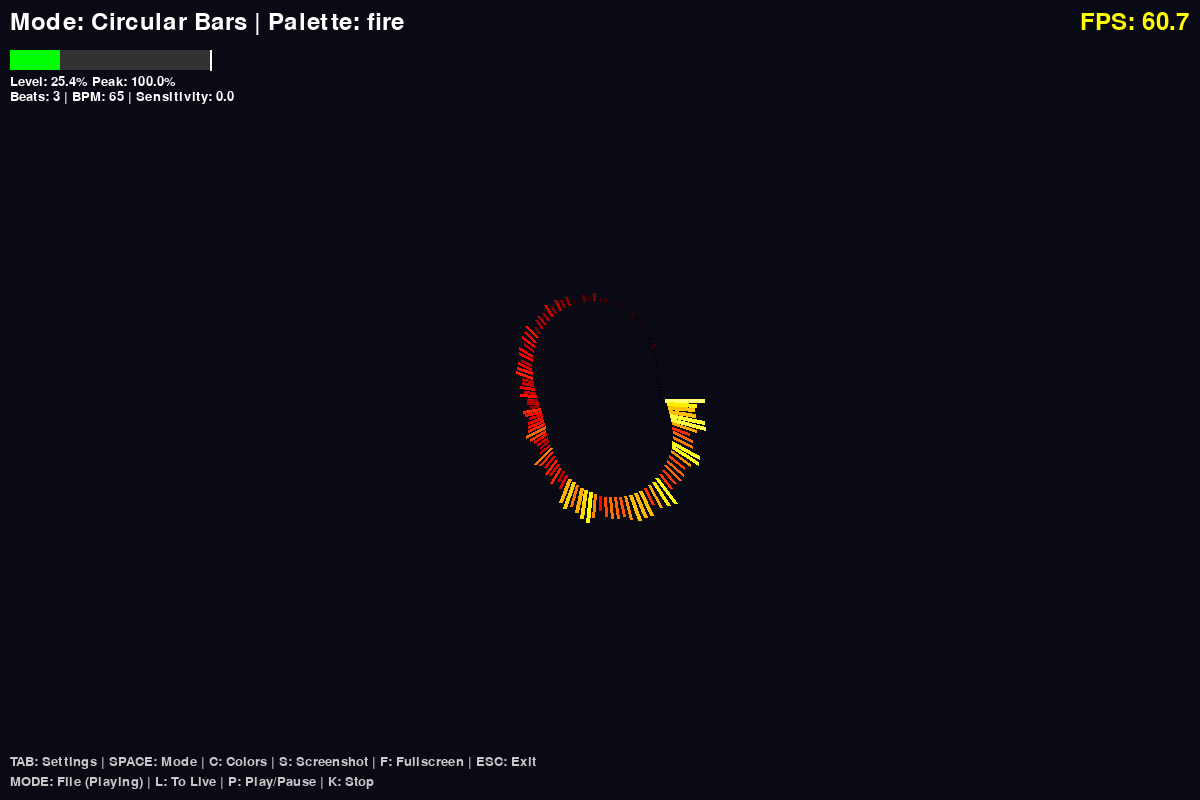 Mode: Circular Bars | Palette: fire
FPS: 60.7
Level: 25.4% Peak: 100.0%
Beats: 3 | BPM: 65 | Sensitivity: 0.0
TAB: Settings | SPACE: Mode | C: Colors | S: Screenshot | F: Fullscreen | ESC: Exit
MODE: File (Playing) | L: To Live | P: Play/Pause | K: Stop